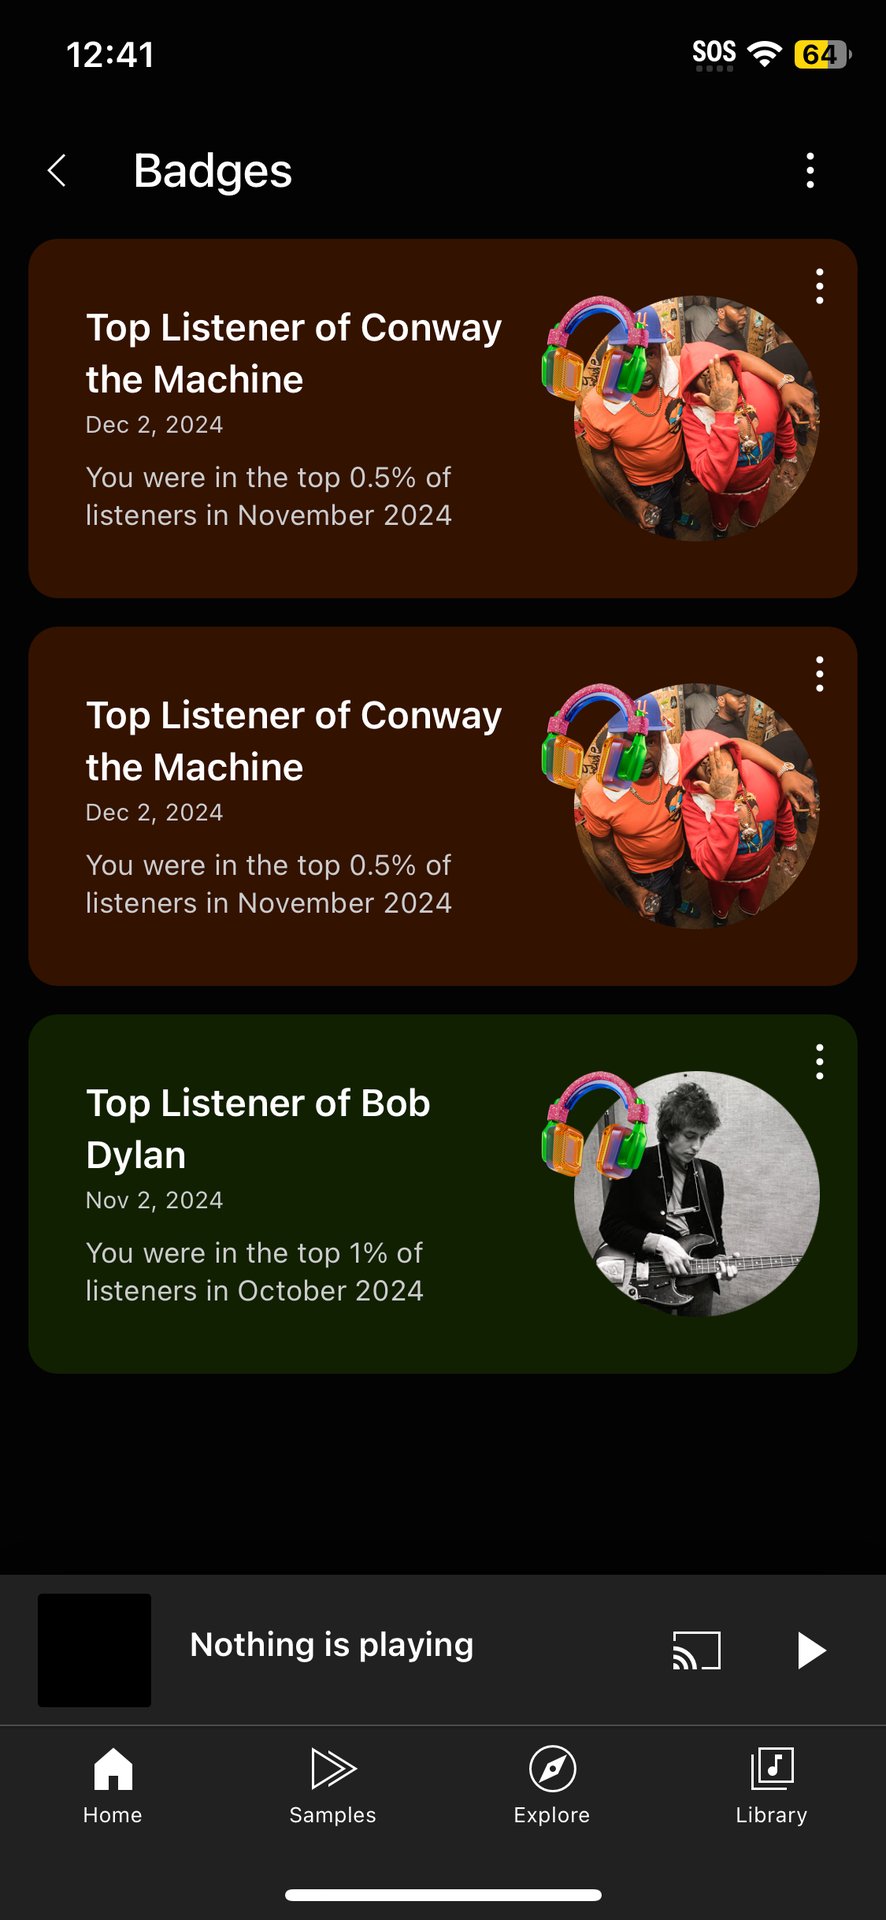 12:41
SOS
64
Badges
Top Listener of Conway
the Machine
Dec 2, 2024
You were in the top 0.5% of
listeners in November 2024
Top Listener of Conway
the Machine
Dec 2, 2024
You were in the top 0.5% of
listeners in November 2024
Top Listener of Bob
Dylan
Nov 2, 2024
You were in the top 1% of
listeners in October 2024
Nothing is playing
Home
Samples
Explore
Library